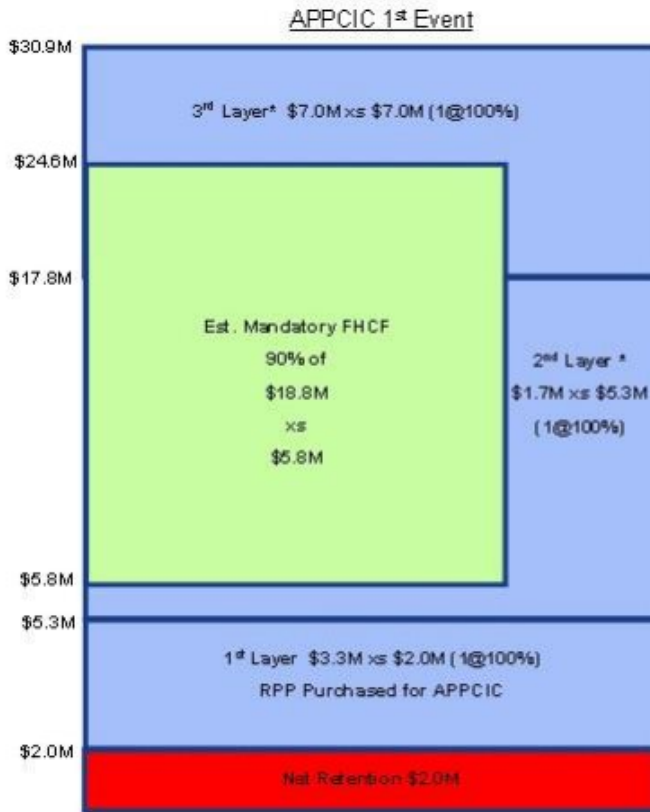 APPCIC 1st Event
$30.9M
3rd Layer* $7.0M xs $7.0M (1@100%)
$24.6M
$17.8M
Est. Mandatory FHCF
90% of
$18.8M
xs
$5.8M
2nd Layer *
$1.7M xs $5.3M
(1@100%)
$5.8M
$5.3M
1st Layer $3.3M xs $2.0M (1@100%)
RPP Purchased for APPCIC
$2.0M
Net Retention $2.0M